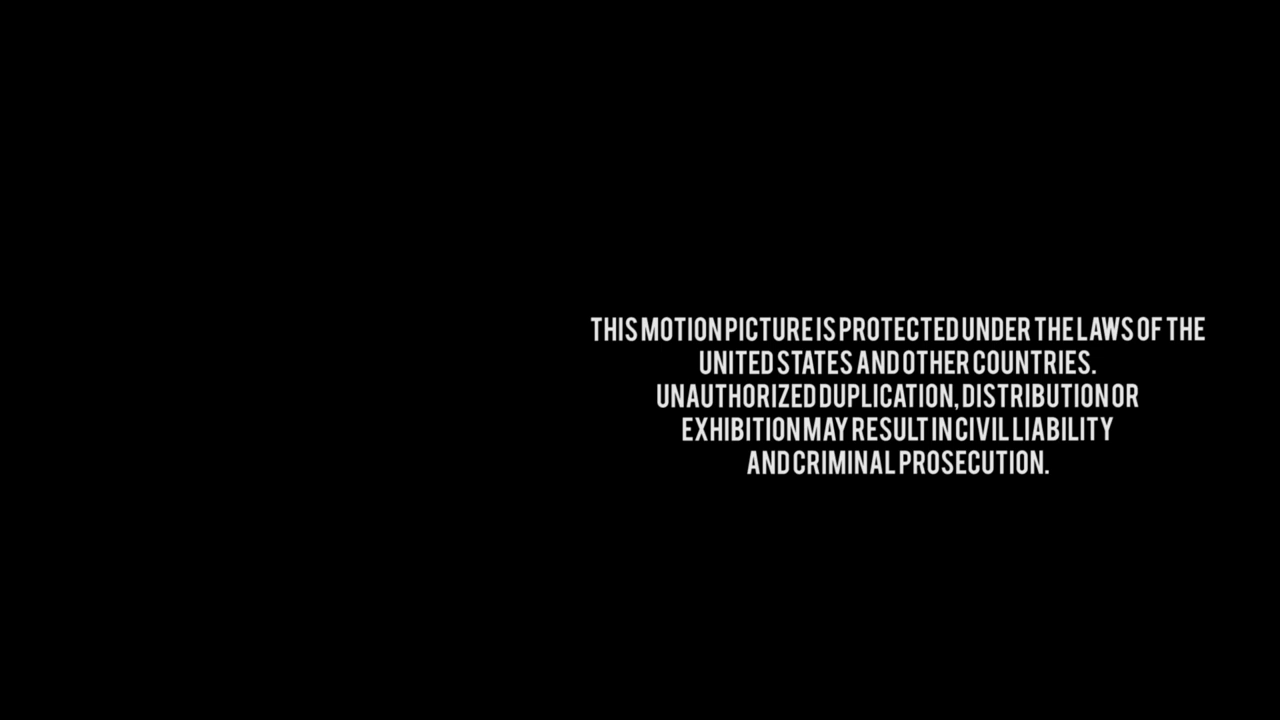 THIS MOTION PICTURE IS PROTECTED UNDER THE LAWS OF THE
UNITED STATES AND OTHER COUNTRIES.
UNAUTHORIZED DUPLICATION, DISTRIBUTION OR
EXHIBITION MAY RESULT IN CIVIL LIABILITY
AND CRIMINAL PROSECUTION.